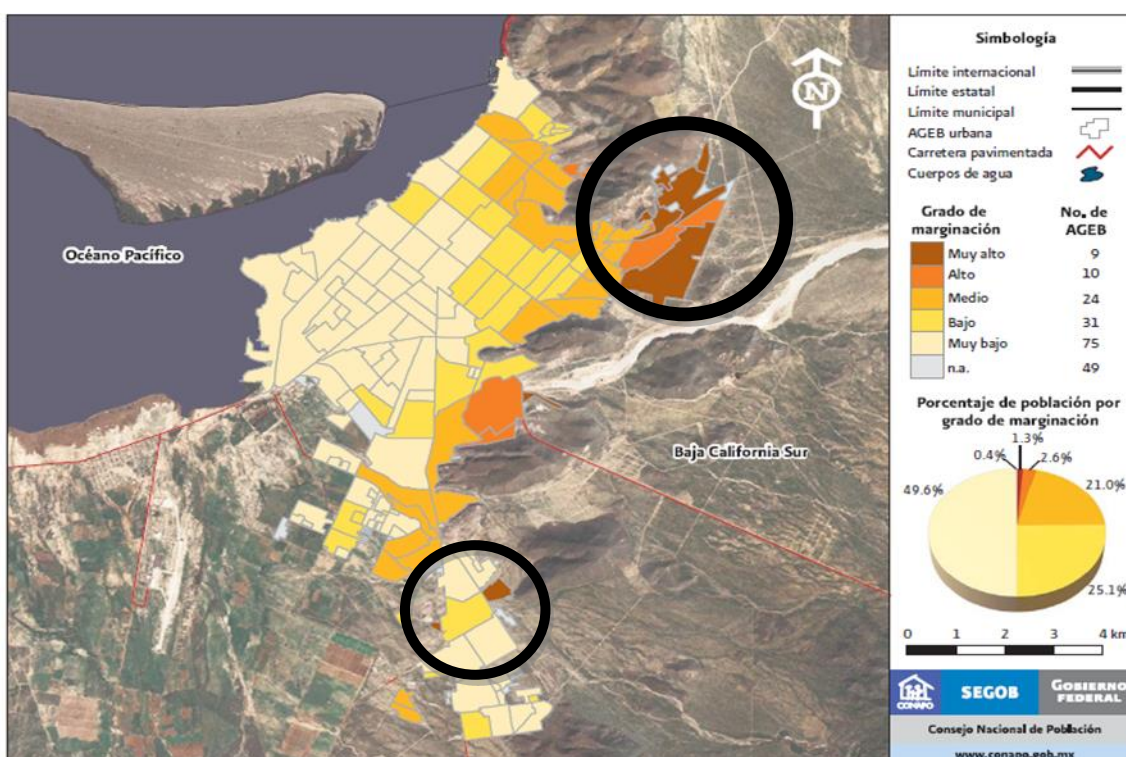 Océano Pacífico
Baja California Sur
N
Simbología
Límite internacional
Límite estatal
Límite municipal
AGEB urbana
Carretera pavimentada
Cuerpos de agua
Grado de marginación No. de AGEB
Muy alto 9
Alto 10
Medio 24
Bajo 31
Muy bajo 75
n.a. 49
Porcentaje de población por
grado de marginación
1.3%
0.4% 2.6%
49.6% 21.0%
25.1%
0 1 2 3 4 km
CONAPO SEGOB GOBIERNO FEDERAL
Consejo Nacional de Población
www.conapo.gob.mx